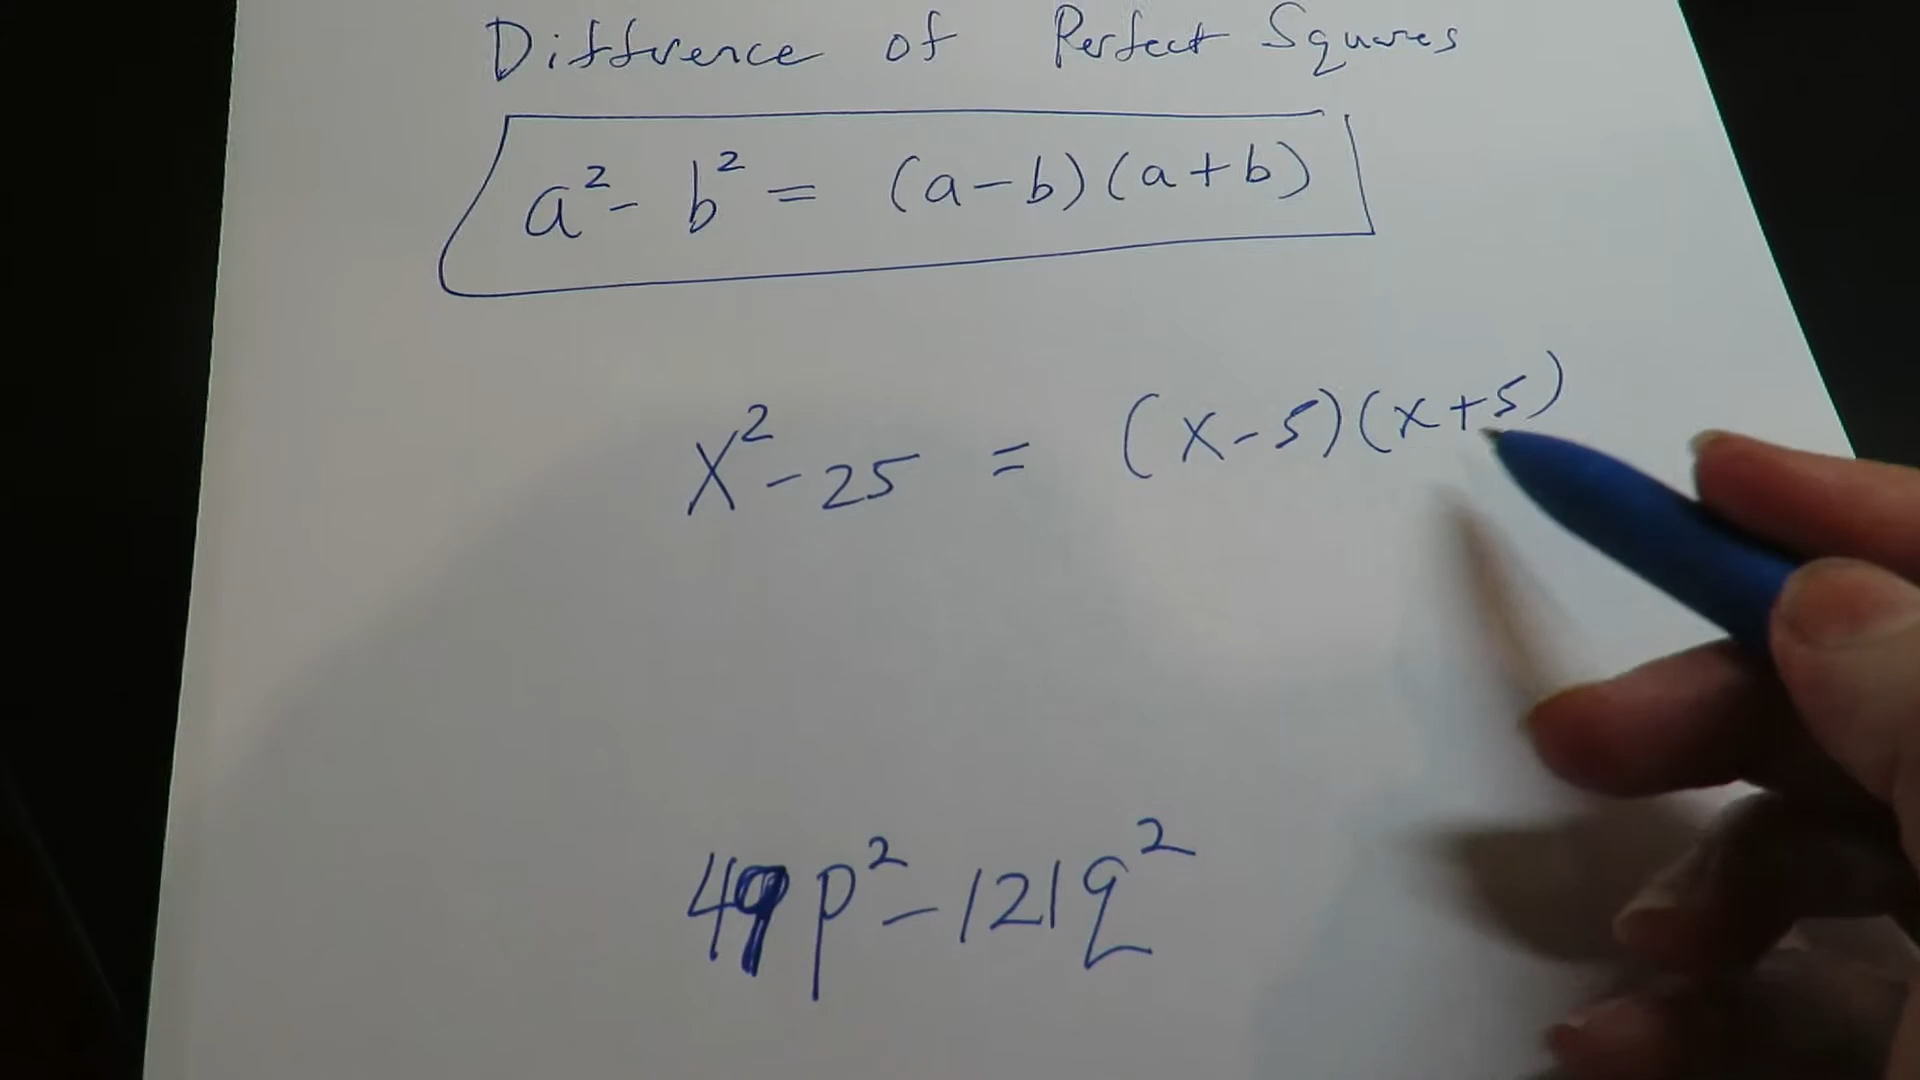 Difference of Perfect Squares
a² - b² = (a-b)(a+b)
x² - 25 = (x-5)(x+5)
49p² - 121q²